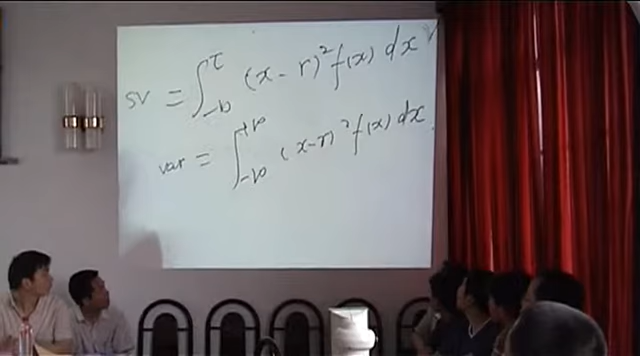 SV = ∫_{-∞}^{τ} (x - r)² f(x) dx
var = ∫_{-∞}^{+∞} (x - r)² f(x) dx